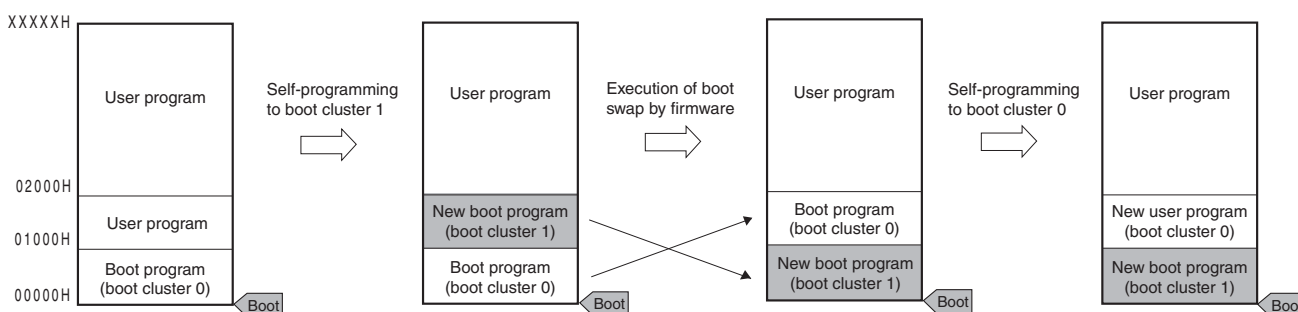 XXXXXH
02000H
01000H
00000H
User program
User program
Boot program
(boot cluster 0)
Boot
Self-programming
to boot cluster 1
User program
New boot program
(boot cluster 1)
Boot program
(boot cluster 0)
Boot
Execution of boot
swap by firmware
User program
Boot program
(boot cluster 0)
New boot program
(boot cluster 1)
Boot
Self-programming
to boot cluster 0
User program
New user program
(boot cluster 0)
New boot program
(boot cluster 1)
Boo